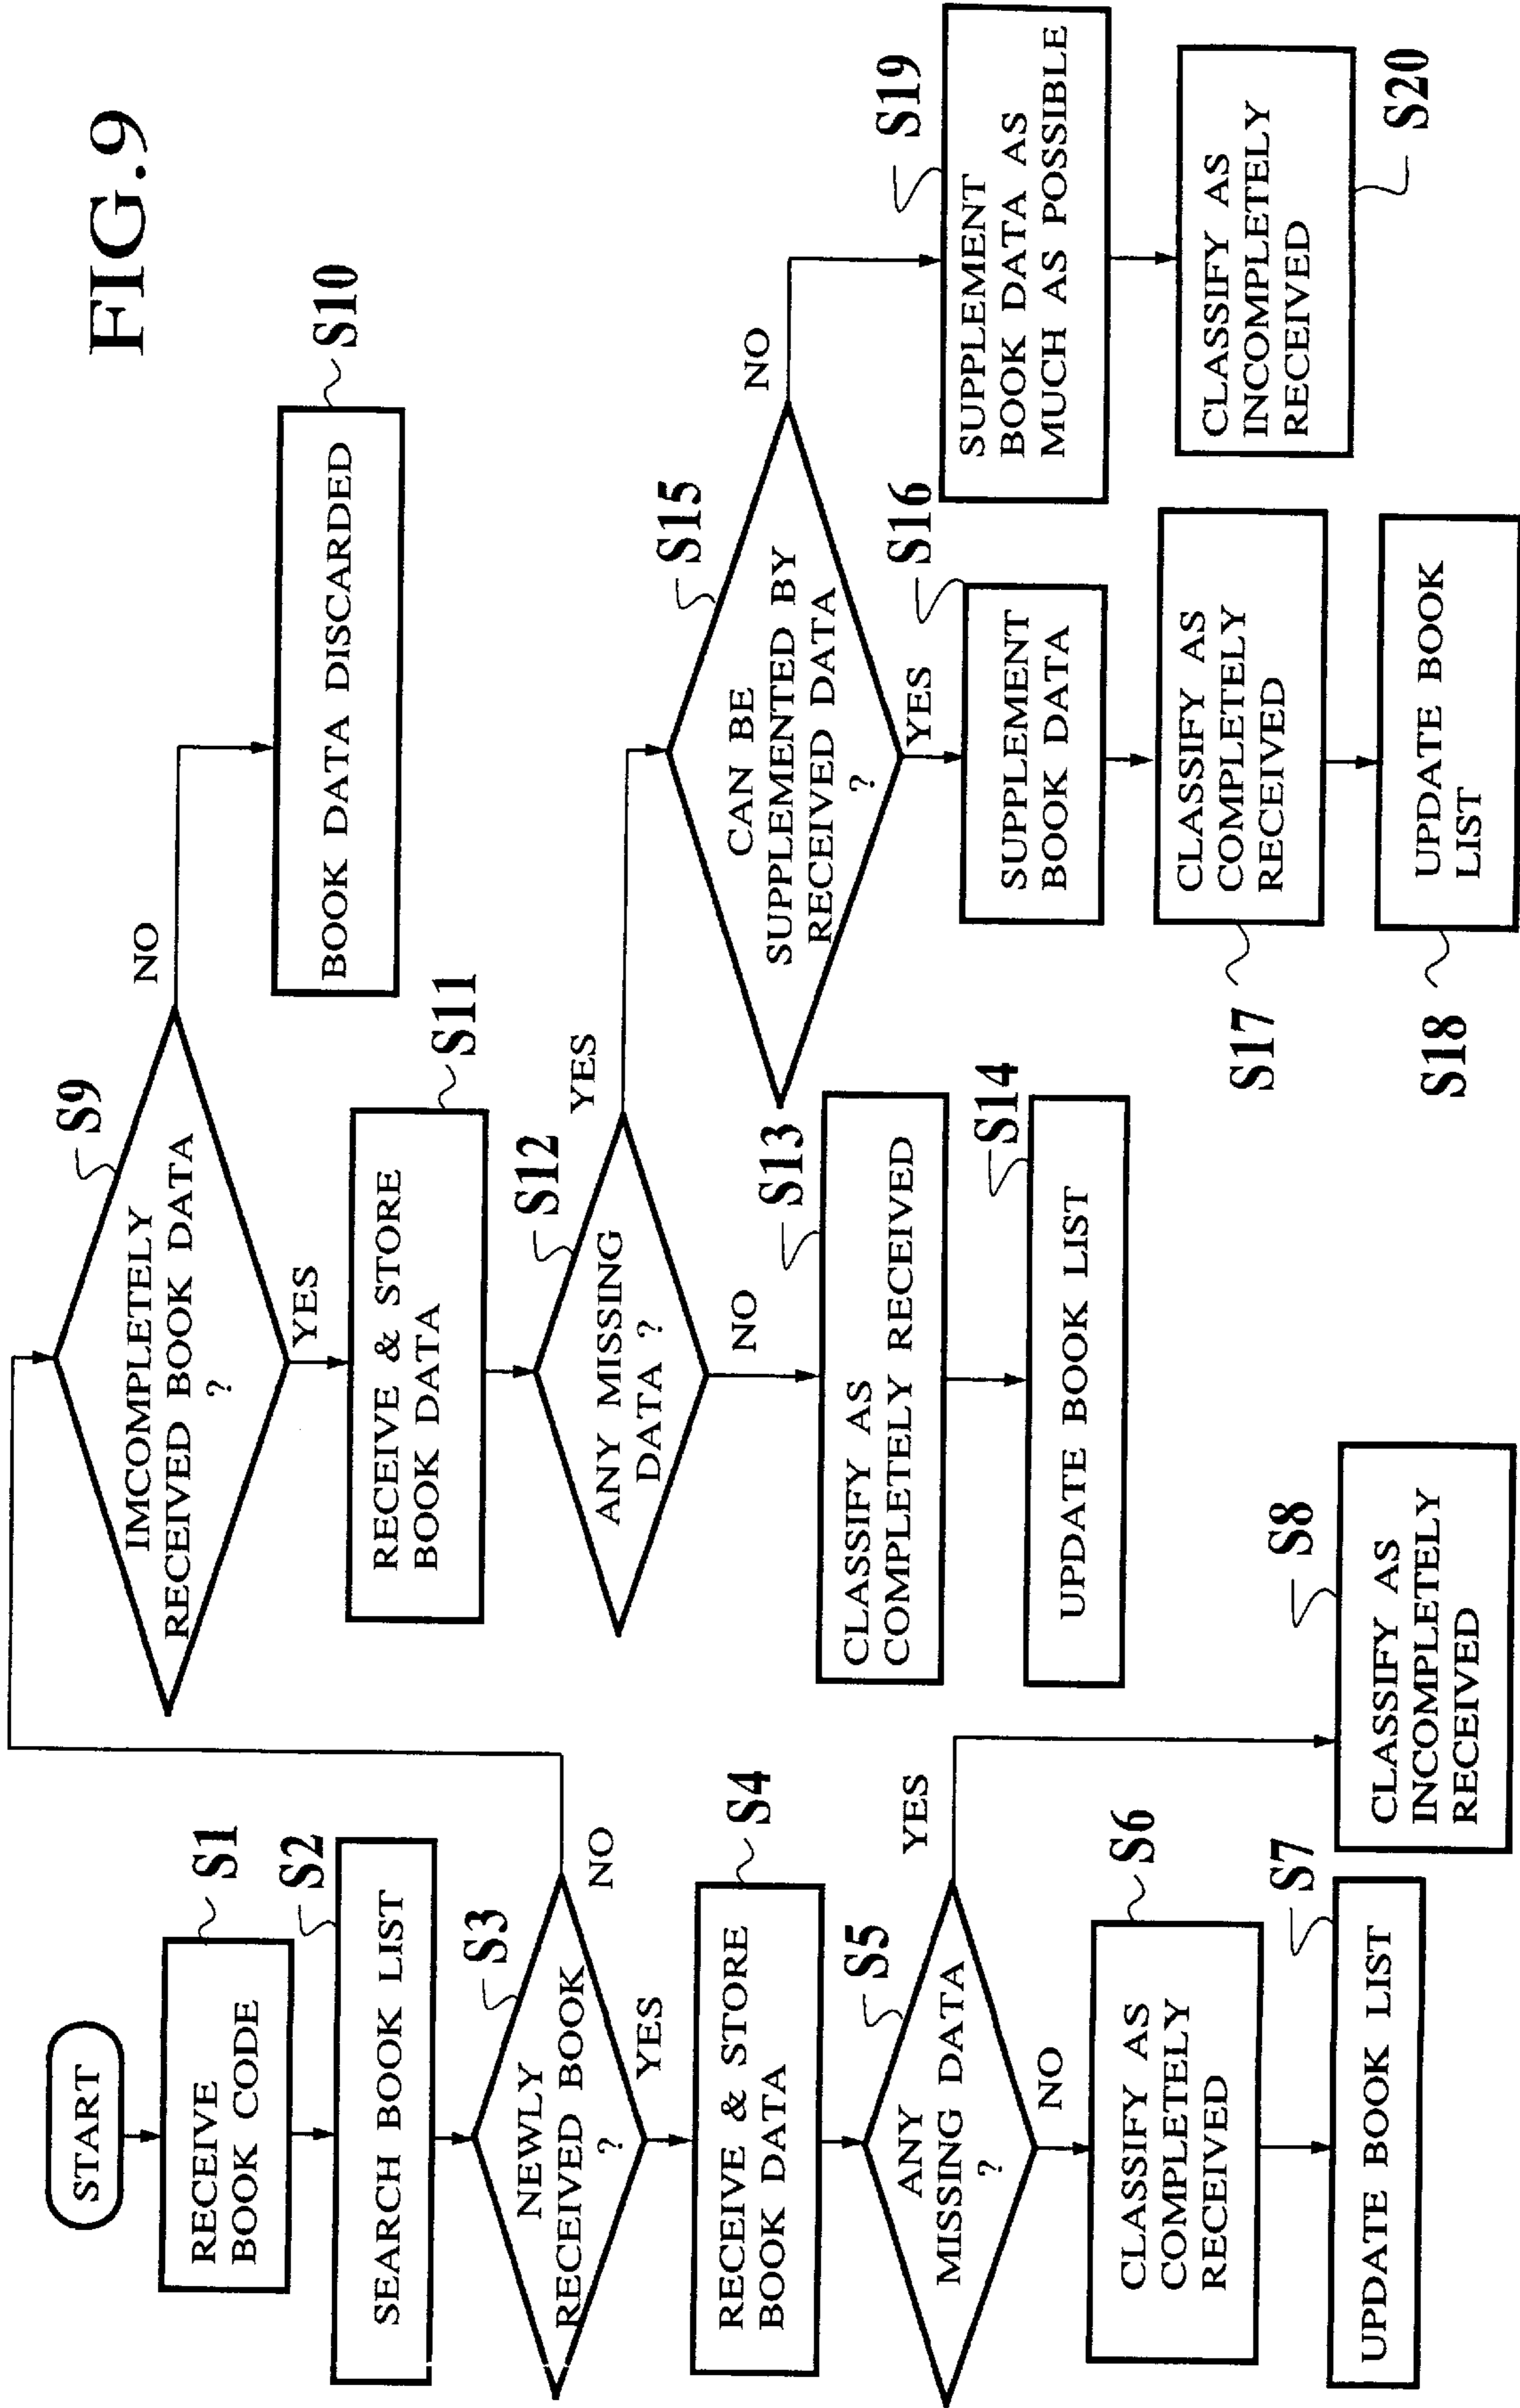 FIG.9
START
RECEIVE
BOOK CODE
S1
SEARCH BOOK LIST
S2
NEWLY
RECEIVED BOOK
?
S3
NO
YES
RECEIVE & STORE
BOOK DATA
S4
ANY
MISSING DATA
?
S5
YES
NO
CLASSIFY AS
COMPLETELY
RECEIVED
S6
UPDATE BOOK LIST
S7
CLASSIFY AS
INCOMPLETELY
RECEIVED
S8
IMCOMPLETELY
RECEIVED BOOK DATA
?
S9
NO
YES
BOOK DATA DISCARDED
S10
RECEIVE & STORE
BOOK DATA
S11
ANY MISSING
DATA ?
S12
YES
NO
CLASSIFY AS
COMPLETELY RECEIVED
S13
UPDATE BOOK LIST
S14
CAN BE
SUPPLEMENTED BY
RECEIVED DATA
?
S15
NO
YES
SUPPLEMENT
BOOK DATA
S16
CLASSIFY AS
COMPLETELY
RECEIVED
S17
UPDATE BOOK
LIST
S18
SUPPLEMENT
BOOK DATA AS
MUCH AS POSSIBLE
S19
CLASSIFY AS
INCOMPLETELY
RECEIVED
S20